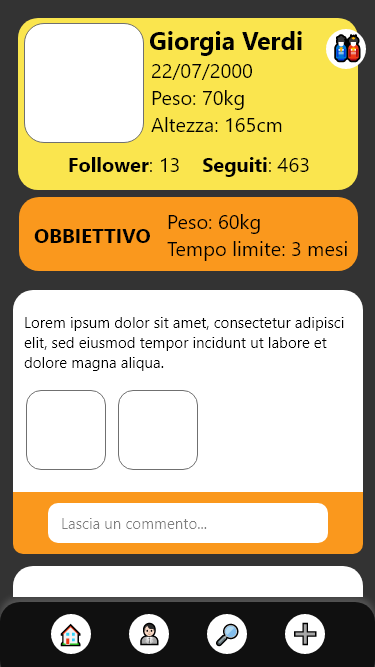 Giorgia Verdi
22/07/2000
Peso: 70kg
Altezza: 165cm
Follower: 13 Seguiti: 463
OBBIETTIVO
Peso: 60kg
Tempo limite: 3 mesi
Lorem ipsum dolor sit amet, consectetur adipisci
elit, sed eiusmod tempor incidunt ut labore et
dolore magna aliqua.
Lascia un commento...